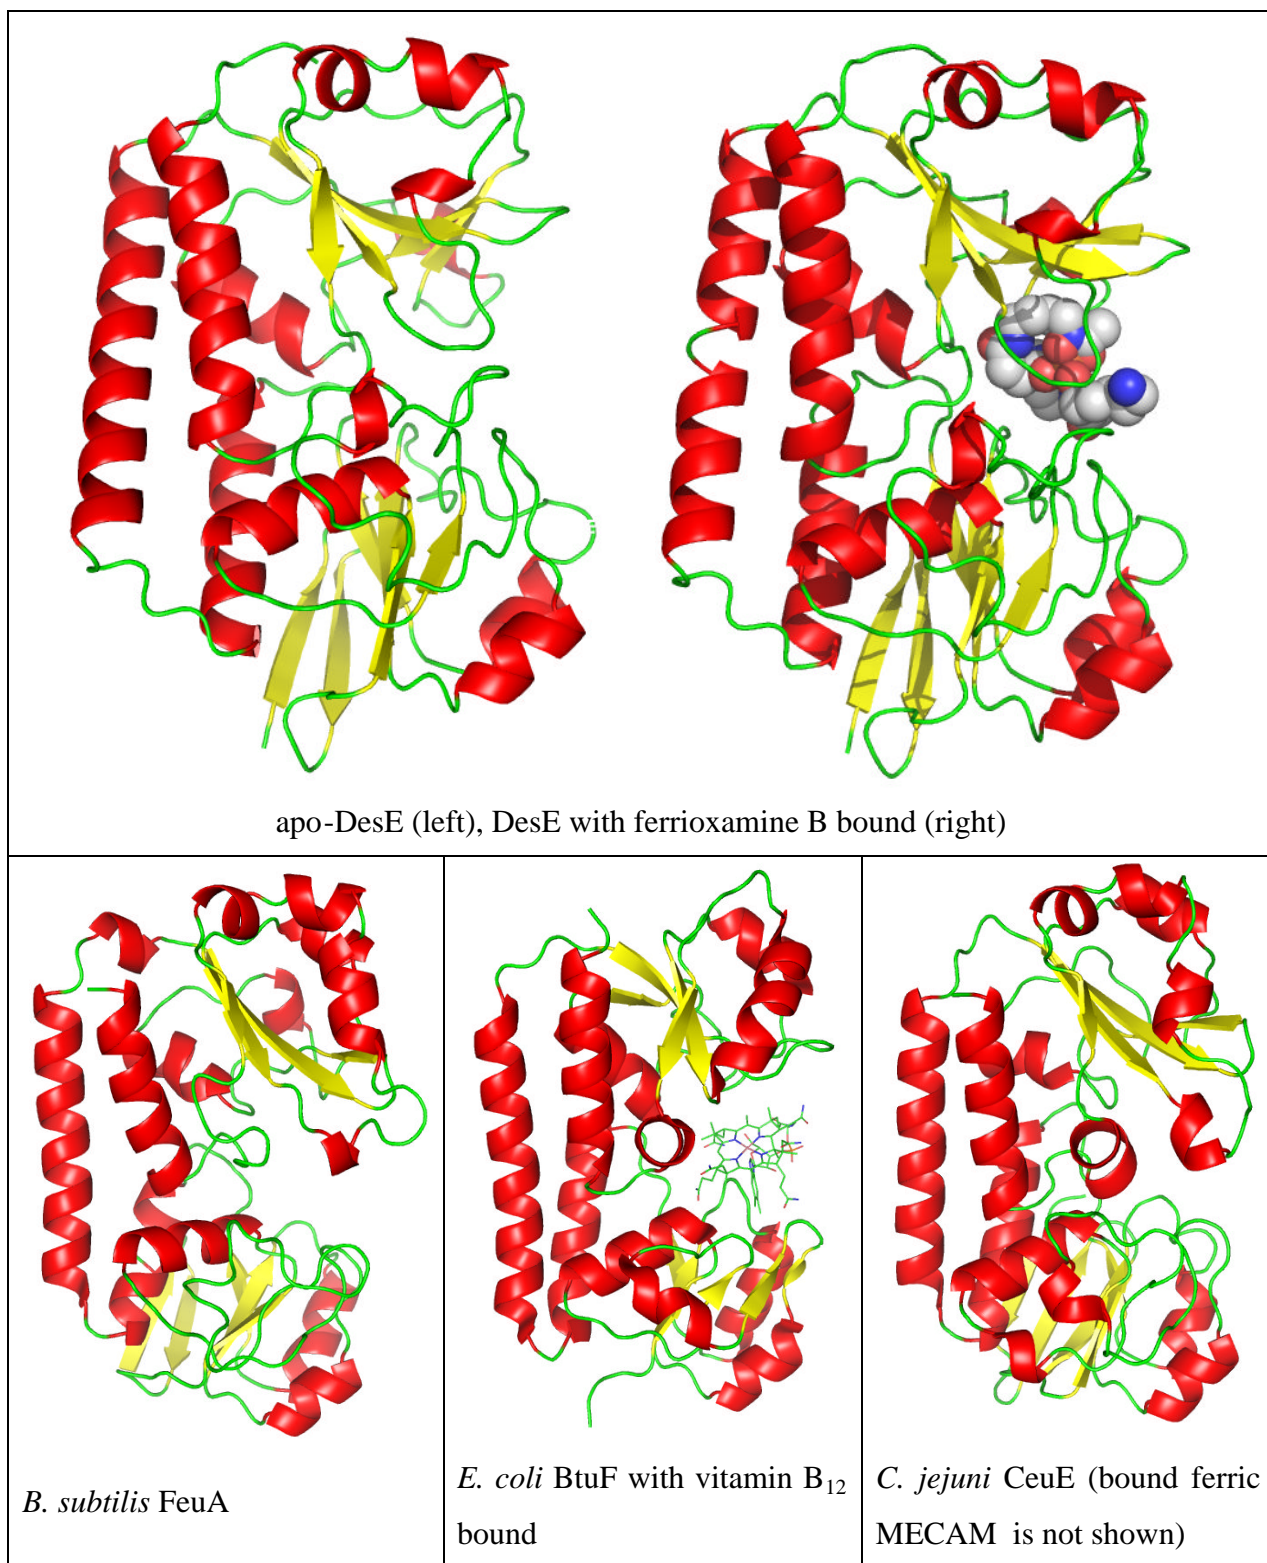 apo-DesE (left), DesE with ferrioxamine B bound (right)
B. subtilis FeuA
E. coli BtuF with vitamin B₁₂
bound
C. jejuni CeuE (bound ferric
MECAM is not shown)